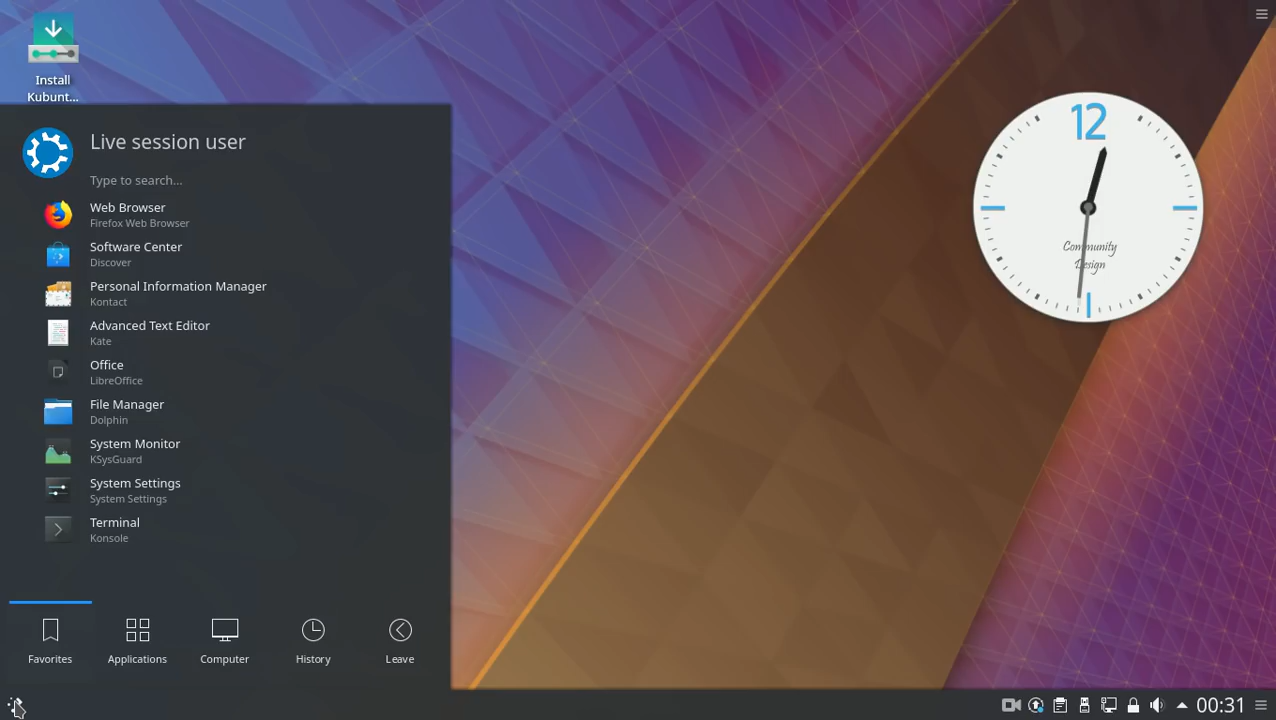 Install
Kubunt...
Live session user
Type to search...
Web Browser
Firefox Web Browser
Software Center
Discover
Personal Information Manager
Kontact
Advanced Text Editor
Kate
Office
LibreOffice
File Manager
Dolphin
System Monitor
KSysGuard
System Settings
System Settings
Terminal
Konsole
Favorites
Applications
Computer
History
Leave
12
Community
Design
00:31